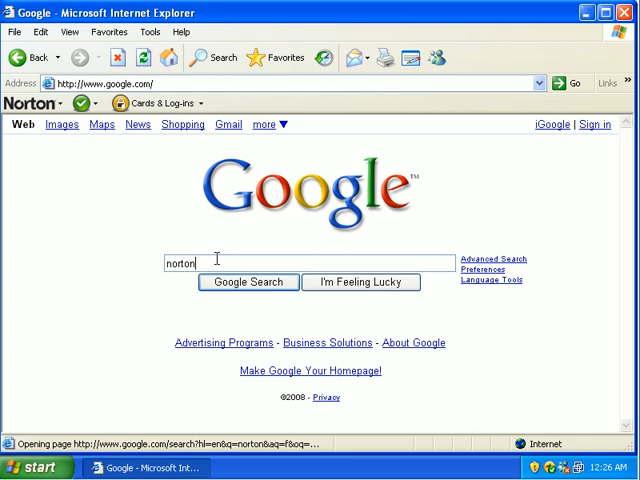 Google - Microsoft Internet Explorer
File Edit View Favorites Tools Help
Back Search Favorites
Address http://www.google.com/ Go Links »
Norton Cards & Log-ins
Web Images Maps News Shopping Gmail more ▼ iGoogle | Sign in
Google™
norton
Advanced Search
Preferences
Language Tools
Google Search I'm Feeling Lucky
Advertising Programs - Business Solutions - About Google
Make Google Your Homepage!
©2008 - Privacy
Opening page http://www.google.com/search?hl=en&q=norton&aq=f&oq=... Internet
start Google - Microsoft Int... 12:26 AM